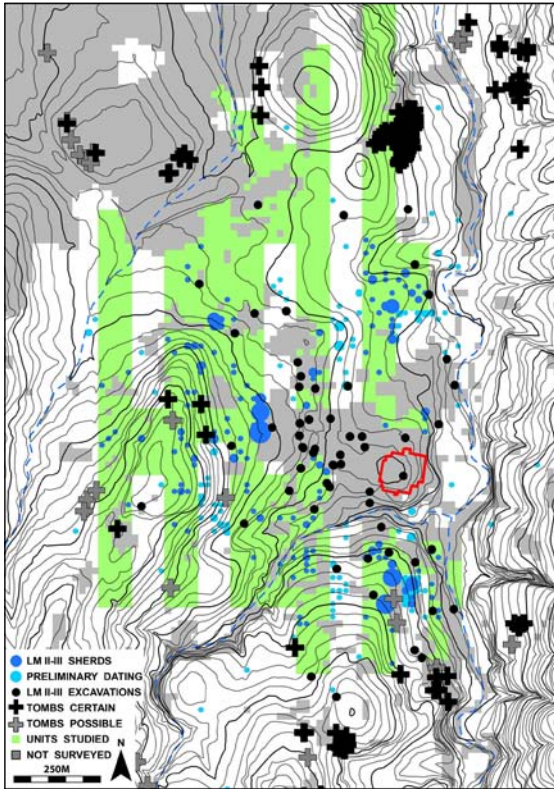 LM II-III SHERDS
PRELIMINARY DATING
LM II-III EXCAVATIONS
TOMBS CERTAIN
TOMBS POSSIBLE
UNITS STUDIED
NOT SURVEYED
N
250M